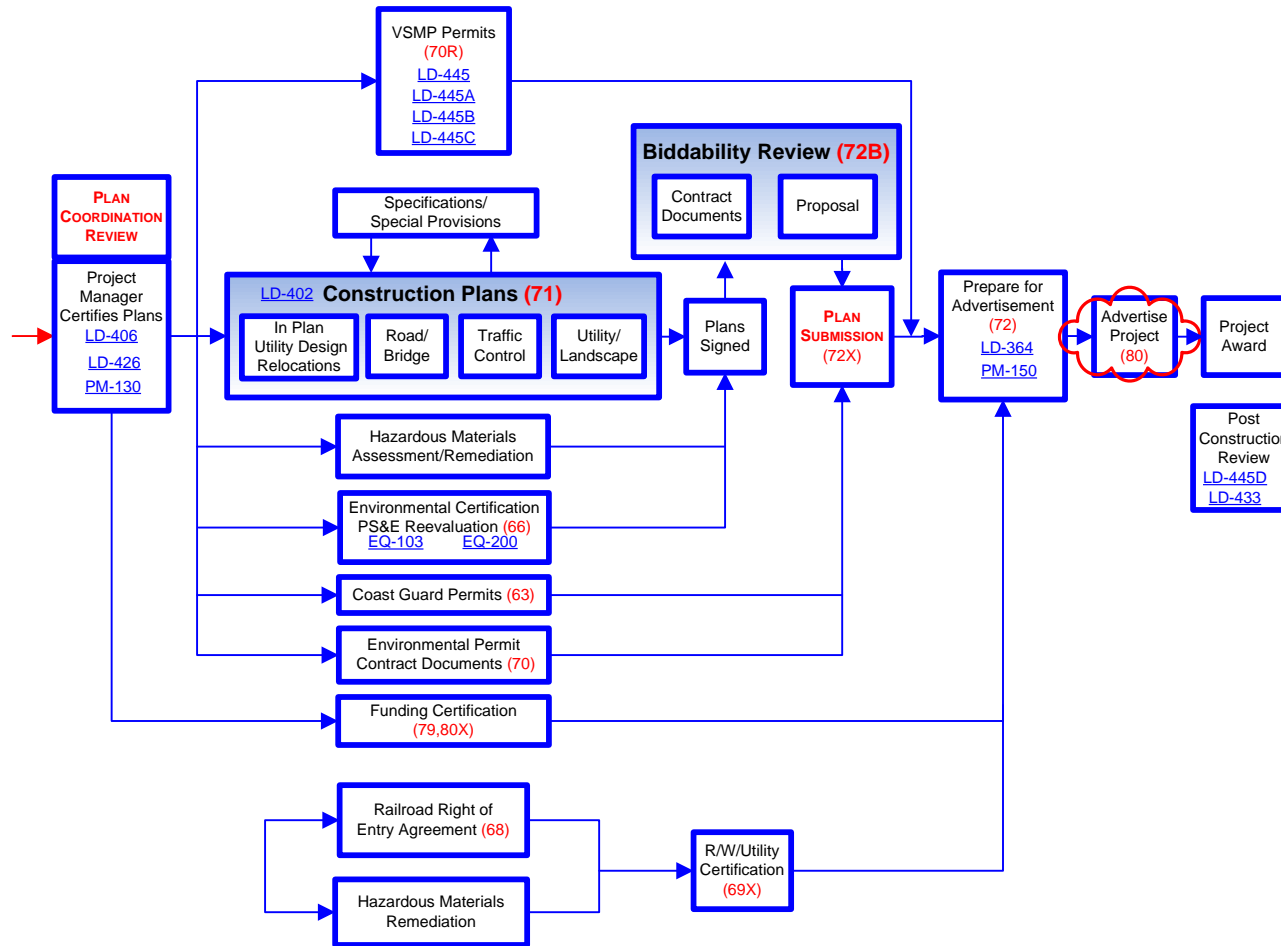 VSMP Permits
(70R)
LD-445
LD-445A
LD-445B
LD-445C
PLAN
COORDINATION
REVIEW
Project
Manager
Certifies Plans
LD-406
LD-426
PM-130
Specifications/
Special Provisions
LD-402 Construction Plans (71)
In Plan
Utility Design
Relocations
Road/
Bridge
Traffic
Control
Utility/
Landscape
Plans
Signed
Biddability Review (72B)
Contract
Documents
Proposal
PLAN
SUBMISSION
(72X)
Prepare for
Advertisement
(72)
LD-364
PM-150
Advertise
Project
(80)
Project
Award
Post
Construction
Review
LD-445D
LD-433
Hazardous Materials
Assessment/Remediation
Environmental Certification
PS&E Reevaluation (66)
EQ-103 EQ-200
Coast Guard Permits (63)
Environmental Permit
Contract Documents (70)
Funding Certification
(79,80X)
Railroad Right of
Entry Agreement (68)
Hazardous Materials
Remediation
R/W/Utility
Certification
(69X)